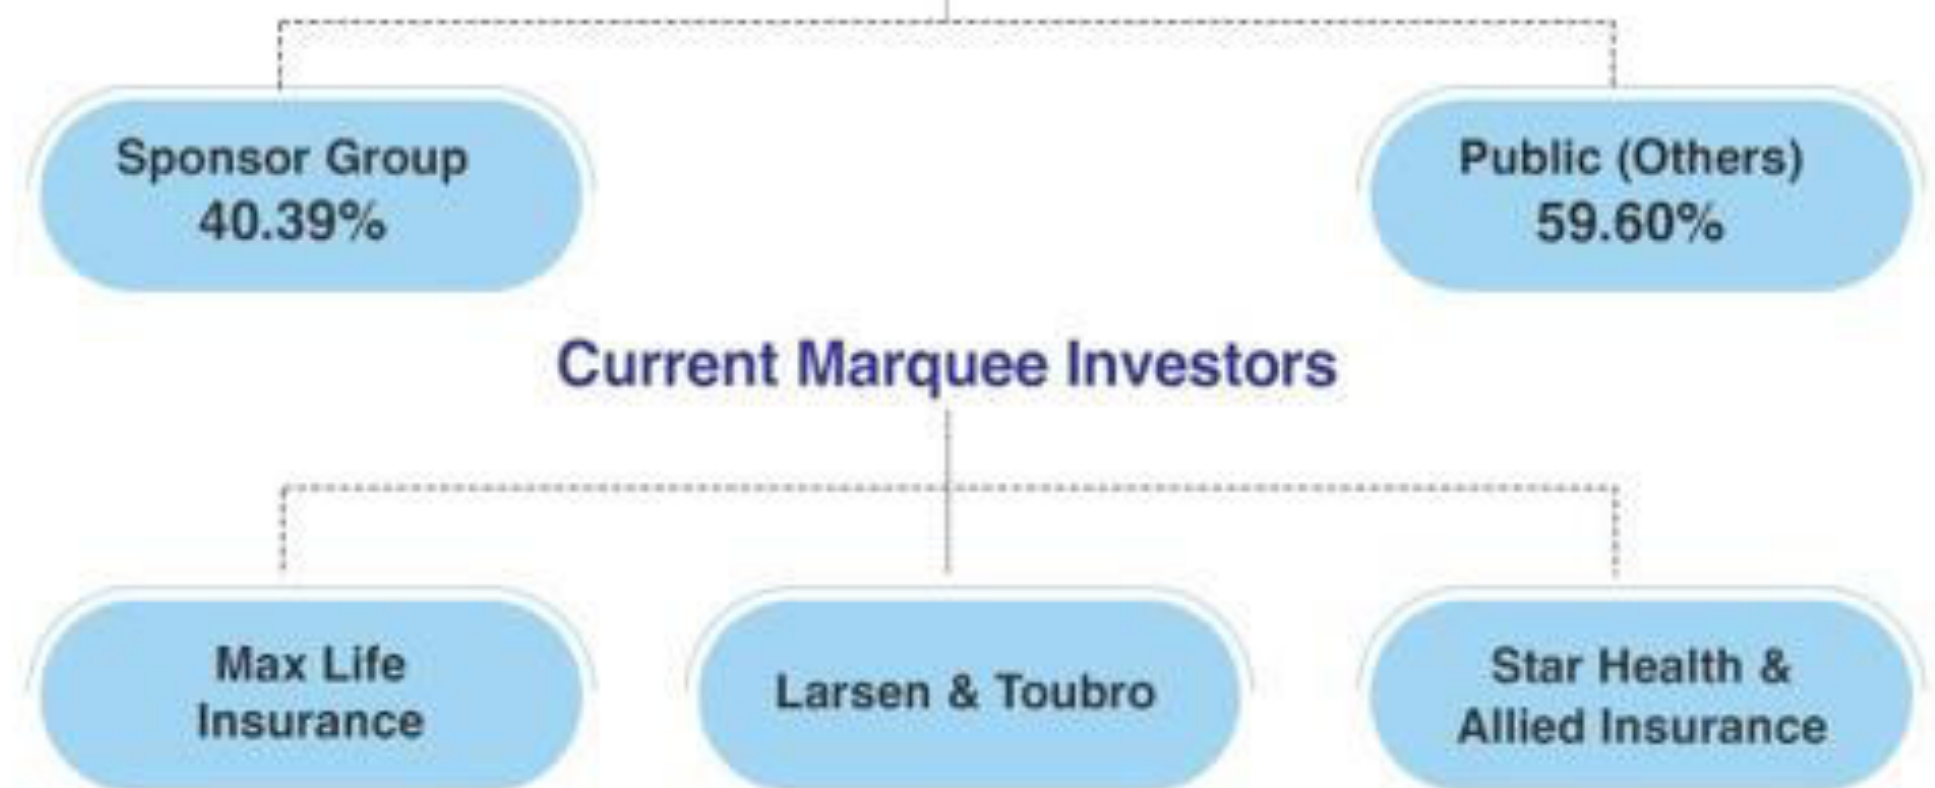 Sponsor Group
40.39%
Public (Others)
59.60%
Current Marquee Investors
Max Life
Insurance
Larsen & Toubro
Star Health &
Allied Insurance